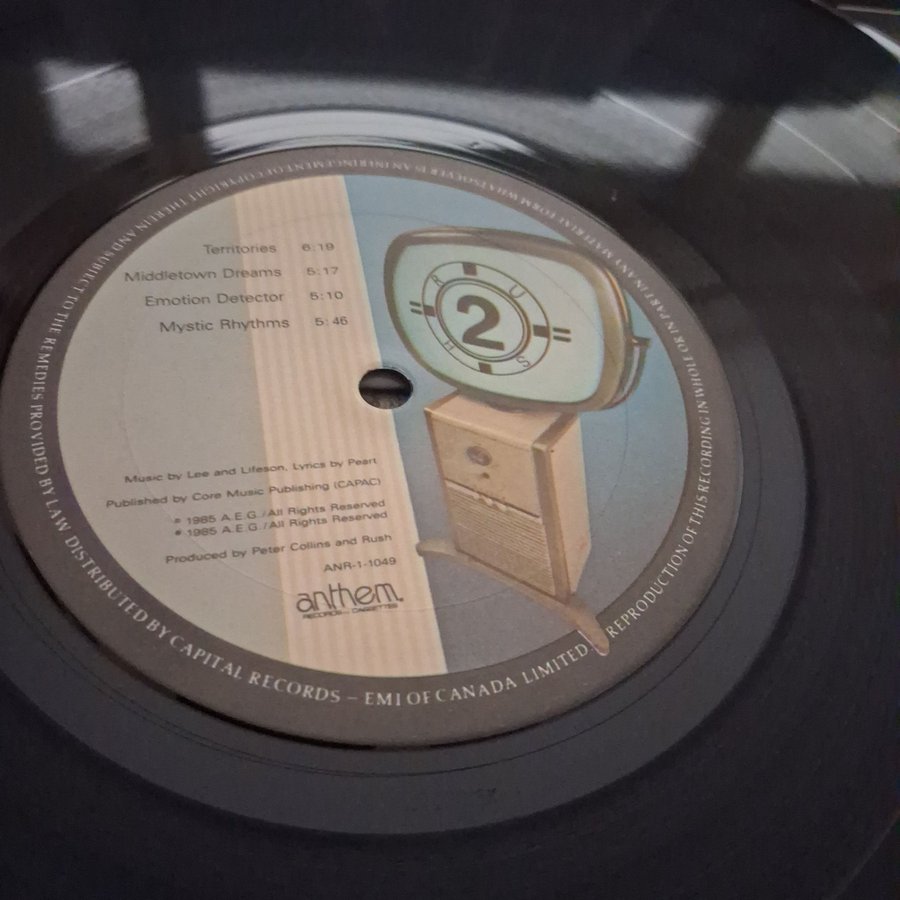 Territories 6:19
Middletown Dreams 5:17
Emotion Detector 5:10
Mystic Rhythms 5:46
R U S H
2
Music by Lee and Lifeson, Lyrics by Peart
Published by Core Music Publishing (CAPAC)
℗ 1985 A.E.G./All Rights Reserved
© 1985 A.E.G./All Rights Reserved
Produced by Peter Collins and Rush
ANR-1-1049
anthem.
RECORDS CASSETTES
DISTRIBUTED BY CAPITAL RECORDS – EMI OF CANADA LIMITED. REPRODUCTION OF THIS RECORDING IN WHOLE OR IN PART IN ANY MATERIAL FORM WHATSOEVER IS AN INFRINGEMENT OF COPYRIGHT THEREIN AND SUBJECT TO THE REMEDIES PROVIDED BY LAW